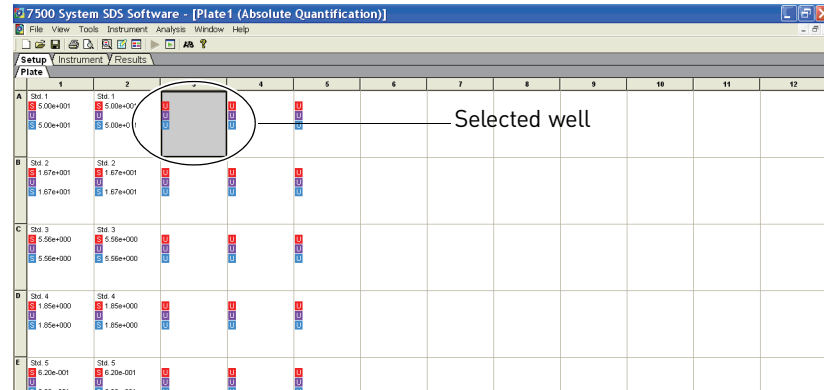 7500 System SDS Software - [Plate1 (Absolute Quantification)]
File View Tools Instrument Analysis Window Help
Setup Instrument Results
Plate
1 2 3 4 5 6 7 8 9 10 11 12
A Std. 1 Std. 1
S 5.00e+001 S 5.00e+001 U U U
U U U U U
S 5.00e+001 S 5.00e+001 U U U
Selected well
B Std. 2 Std. 2
S 1.67e+001 S 1.67e+001 U U U
U U U U U
S 1.67e+001 S 1.67e+001 U U U
C Std. 3 Std. 3
S 5.56e+000 S 5.56e+000 U U U
U U U U U
S 5.56e+000 S 5.56e+000 U U U
D Std. 4 Std. 4
S 1.85e+000 S 1.85e+000 U U U
U U U U U
S 1.85e+000 S 1.85e+000 U U U
E Std. 5 Std. 5
S 6.20e-001 S 6.20e-001 U U U
U U U U U